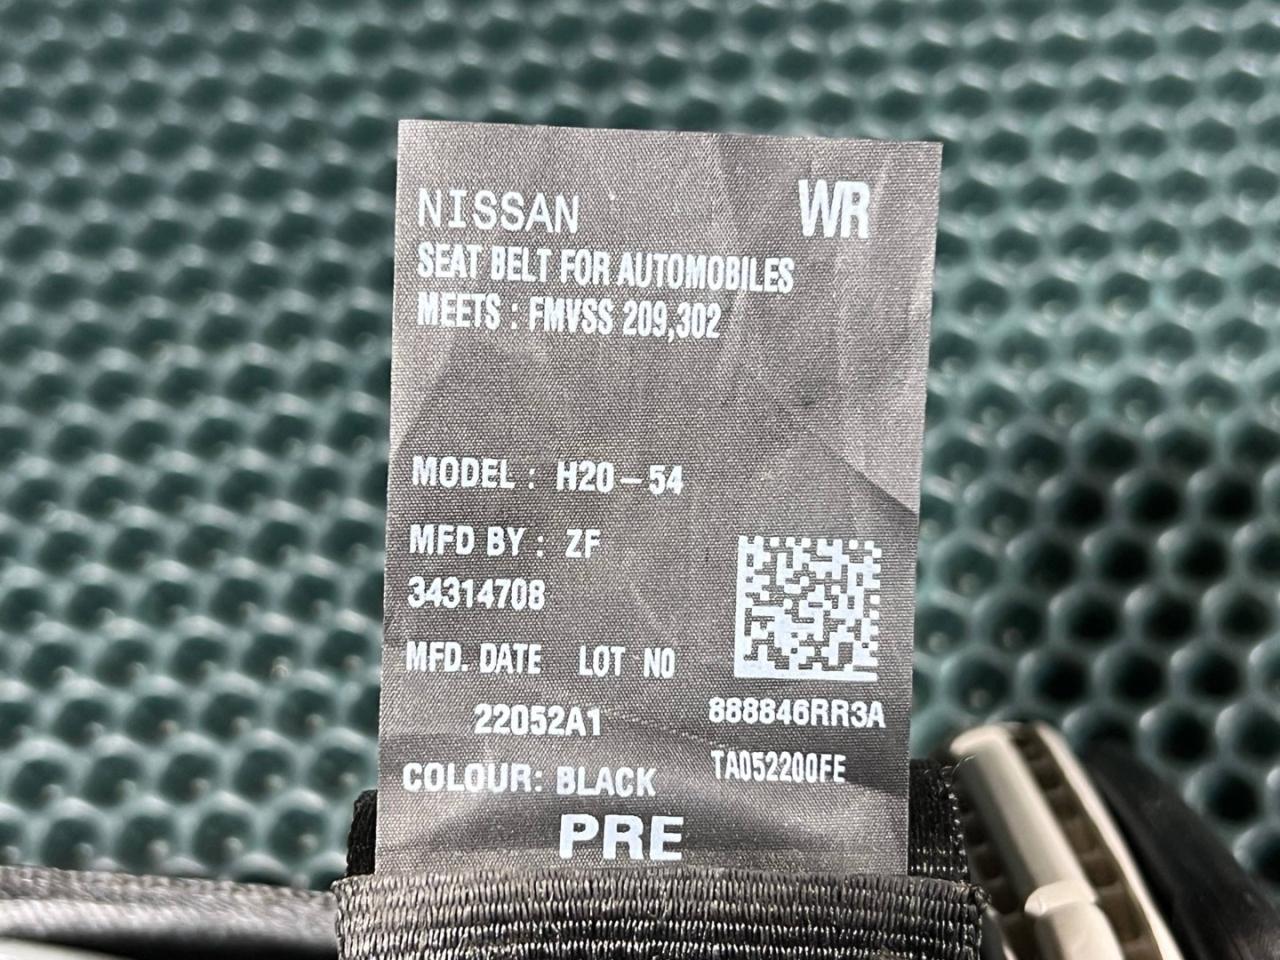 NISSAN WR
SEAT BELT FOR AUTOMOBILES
MEETS : FMVSS 209,302
MODEL : H20-54
MFD BY : ZF
34314708
MFD. DATE LOT NO
22052A1
888846RR3A
COLOUR: BLACK
TA052200FE
PRE